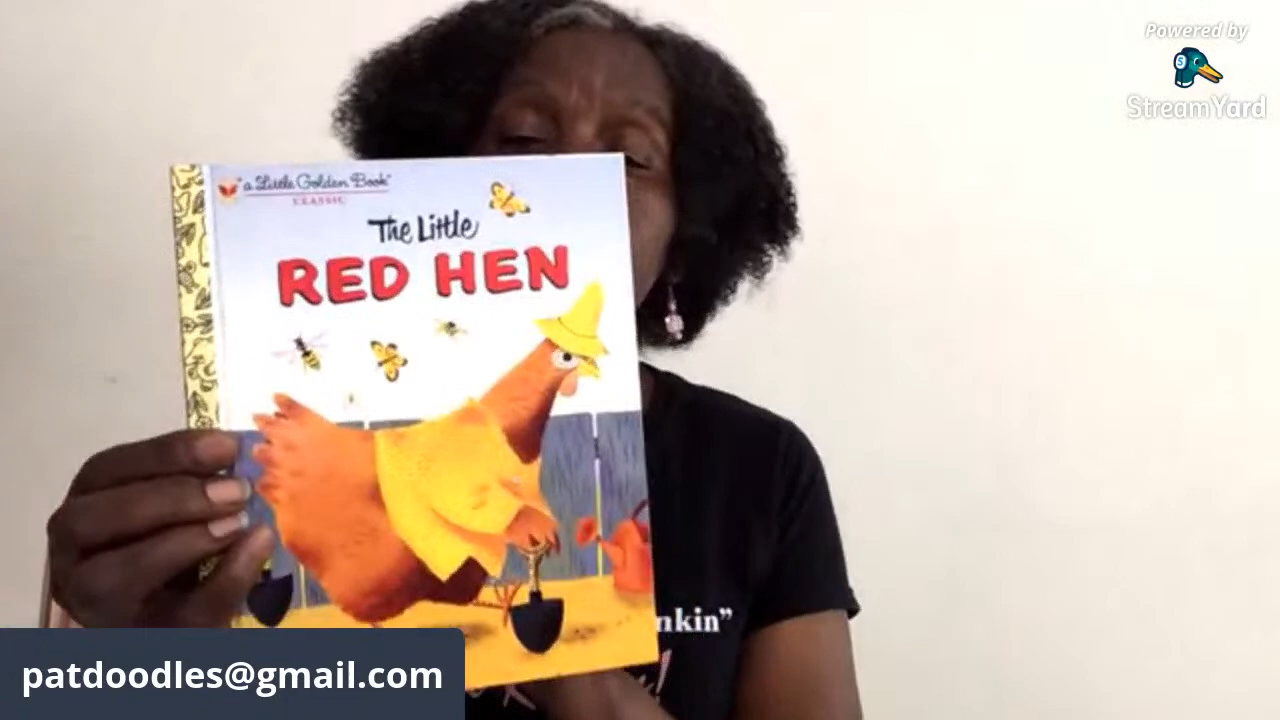 Powered by
StreamYard
a Little Golden Book®
CLASSIC
The Little
RED HEN
nkin”
patdoodles@gmail.com